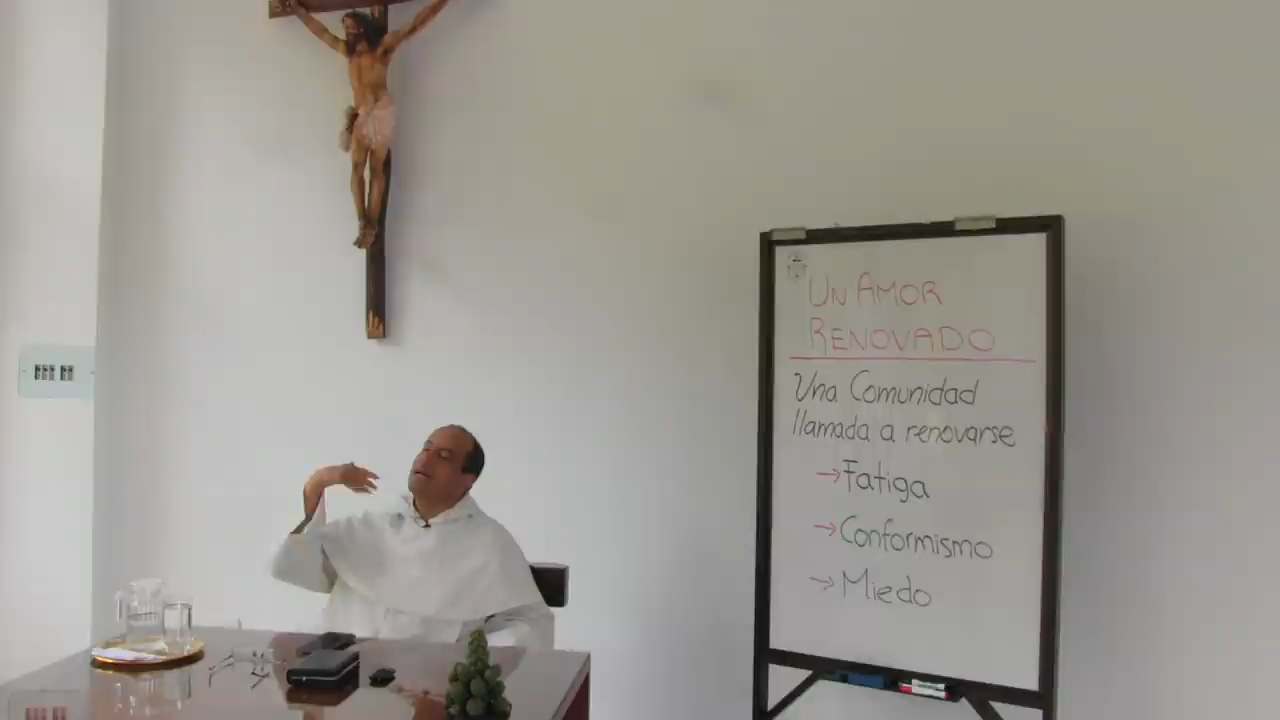 UN AMOR
RENOVADO
Una Comunidad
llamada a renovarse
→Fatiga
→Conformismo
→Miedo